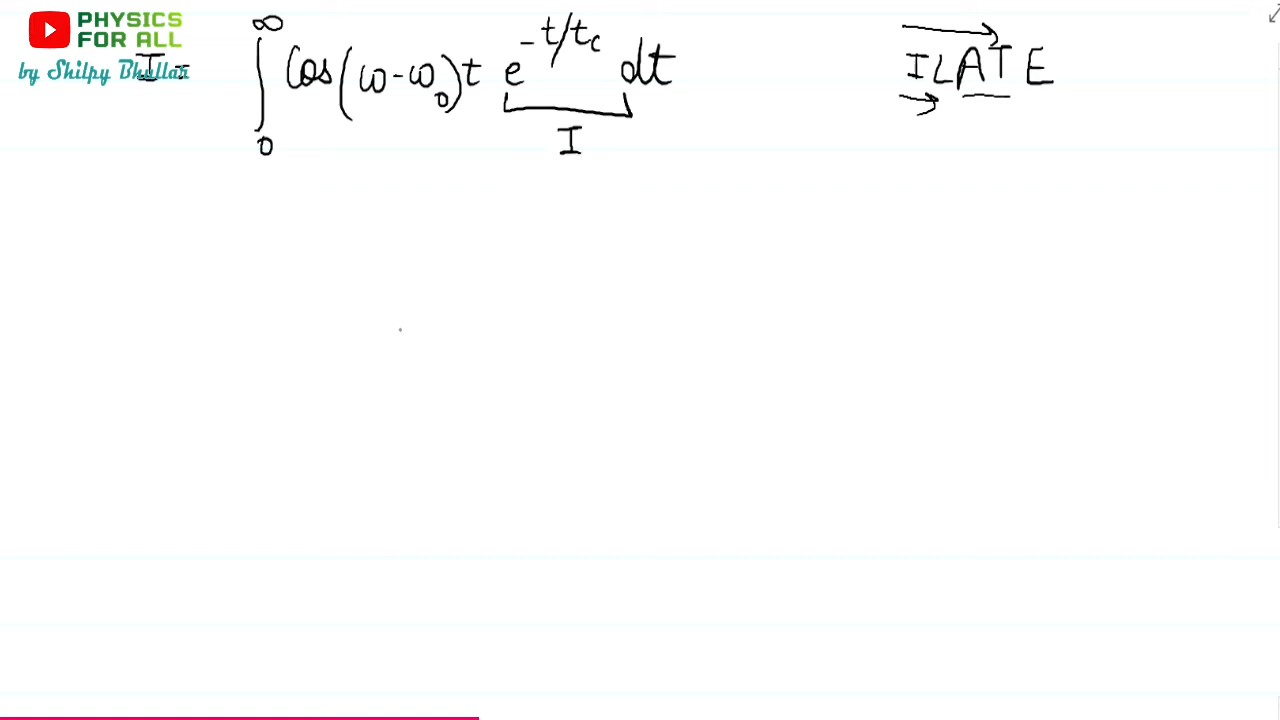 PHYSICS
FOR ALL
by Shilpy Bhullar
I = ∫₀^∞ Cos(ω-ω₀)t e^{-t/t_c} dt
I
ILATE